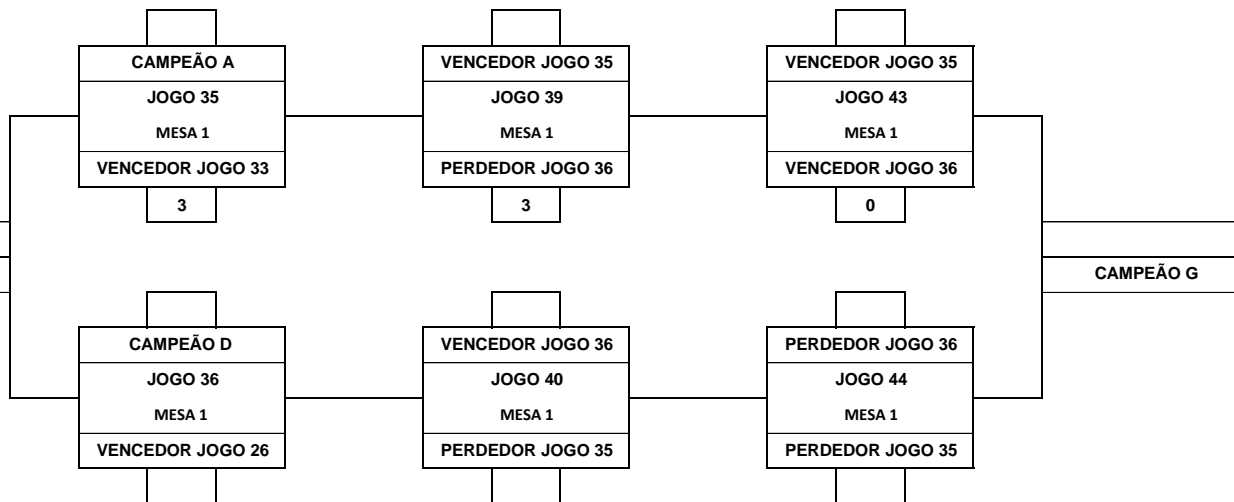 CAMPEÃO A
JOGO 35
MESA 1
VENCEDOR JOGO 33
3
VENCEDOR JOGO 35
JOGO 39
MESA 1
PERDEDOR JOGO 36
3
VENCEDOR JOGO 35
JOGO 43
MESA 1
VENCEDOR JOGO 36
0
CAMPEÃO G
CAMPEÃO D
JOGO 36
MESA 1
VENCEDOR JOGO 26
VENCEDOR JOGO 36
JOGO 40
MESA 1
PERDEDOR JOGO 35
PERDEDOR JOGO 36
JOGO 44
MESA 1
PERDEDOR JOGO 35